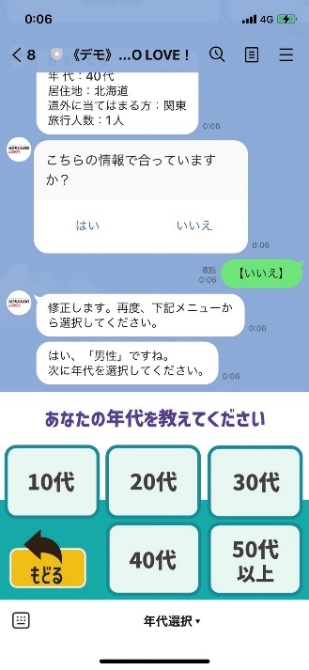 0:06
4G
8
《デモ》...O LOVE！
年 代：40代
居住地：北海道
道外に当てはまる方：関東
旅行人数：1人
0:06
こちらの情報で合っています
か？
はい
いいえ
0:06
既読
0:06
【いいえ】
修正します。再度、下記メニューか
ら選択してください。
0:06
はい、「男性」ですね。
次に年代を選択してください。
0:06
あなたの年代を教えてください
10代
20代
30代
もどる
40代
50代
以上
年代選択▾